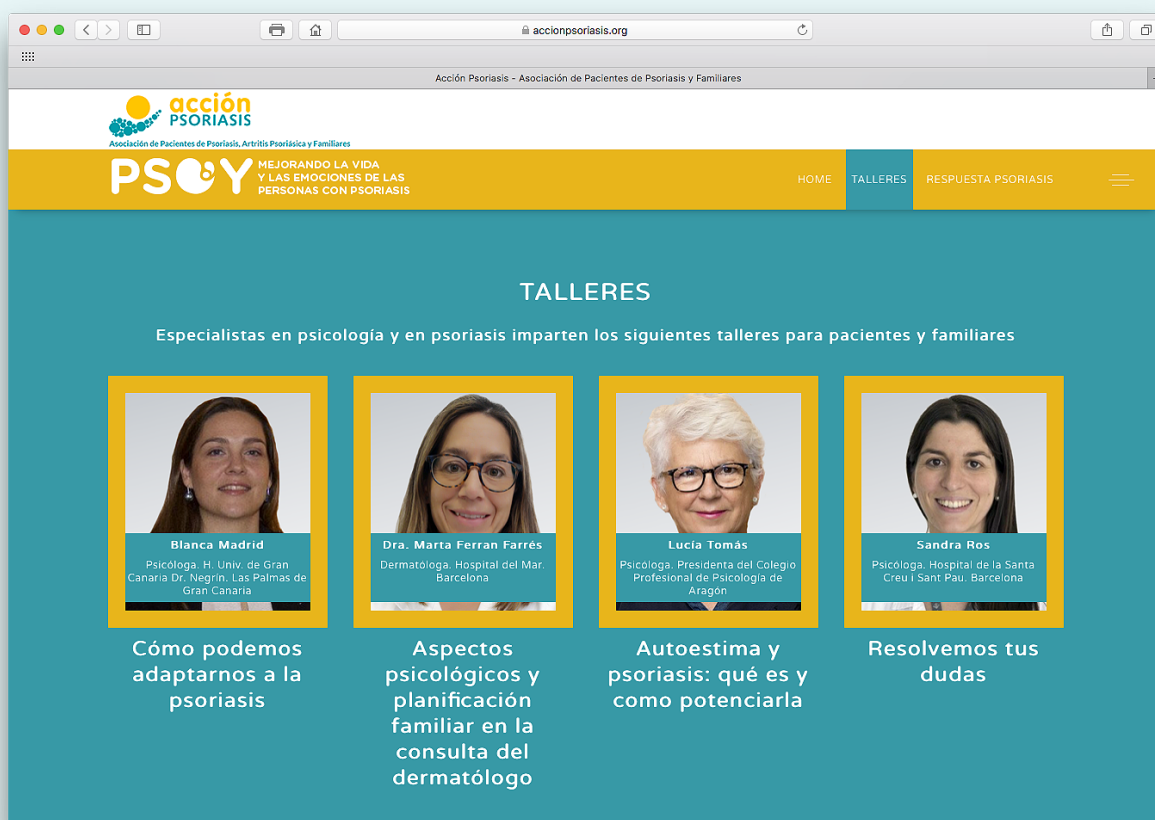 accionpsoriasis.org
Acción Psoriasis - Asociación de Pacientes de Psoriasis y Familiares
acción
PSORIASIS
Asociación de Pacientes de Psoriasis, Artritis Psoriásica y Familiares
PSOY
MEJORANDO LA VIDA
Y LAS EMOCIONES DE LAS
PERSONAS CON PSORIASIS
HOME
TALLERES
RESPUESTA PSORIASIS
TALLERES
Especialistas en psicología y en psoriasis imparten los siguientes talleres para pacientes y familiares
Blanca Madrid
Psicóloga. H. Univ. de Gran
Canaria Dr. Negrín. Las Palmas de
Gran Canaria
Cómo podemos
adaptarnos a la
psoriasis
Dra. Marta Ferran Farrés
Dermatóloga. Hospital del Mar.
Barcelona
Aspectos
psicológicos y
planificación
familiar en la
consulta del
dermatólogo
Lucía Tomás
Psicóloga. Presidenta del Colegio
Profesional de Psicología de
Aragón
Autoestima y
psoriasis: qué es y
como potenciarla
Sandra Ros
Psicóloga. Hospital de la Santa
Creu i Sant Pau. Barcelona
Resolvemos tus
dudas